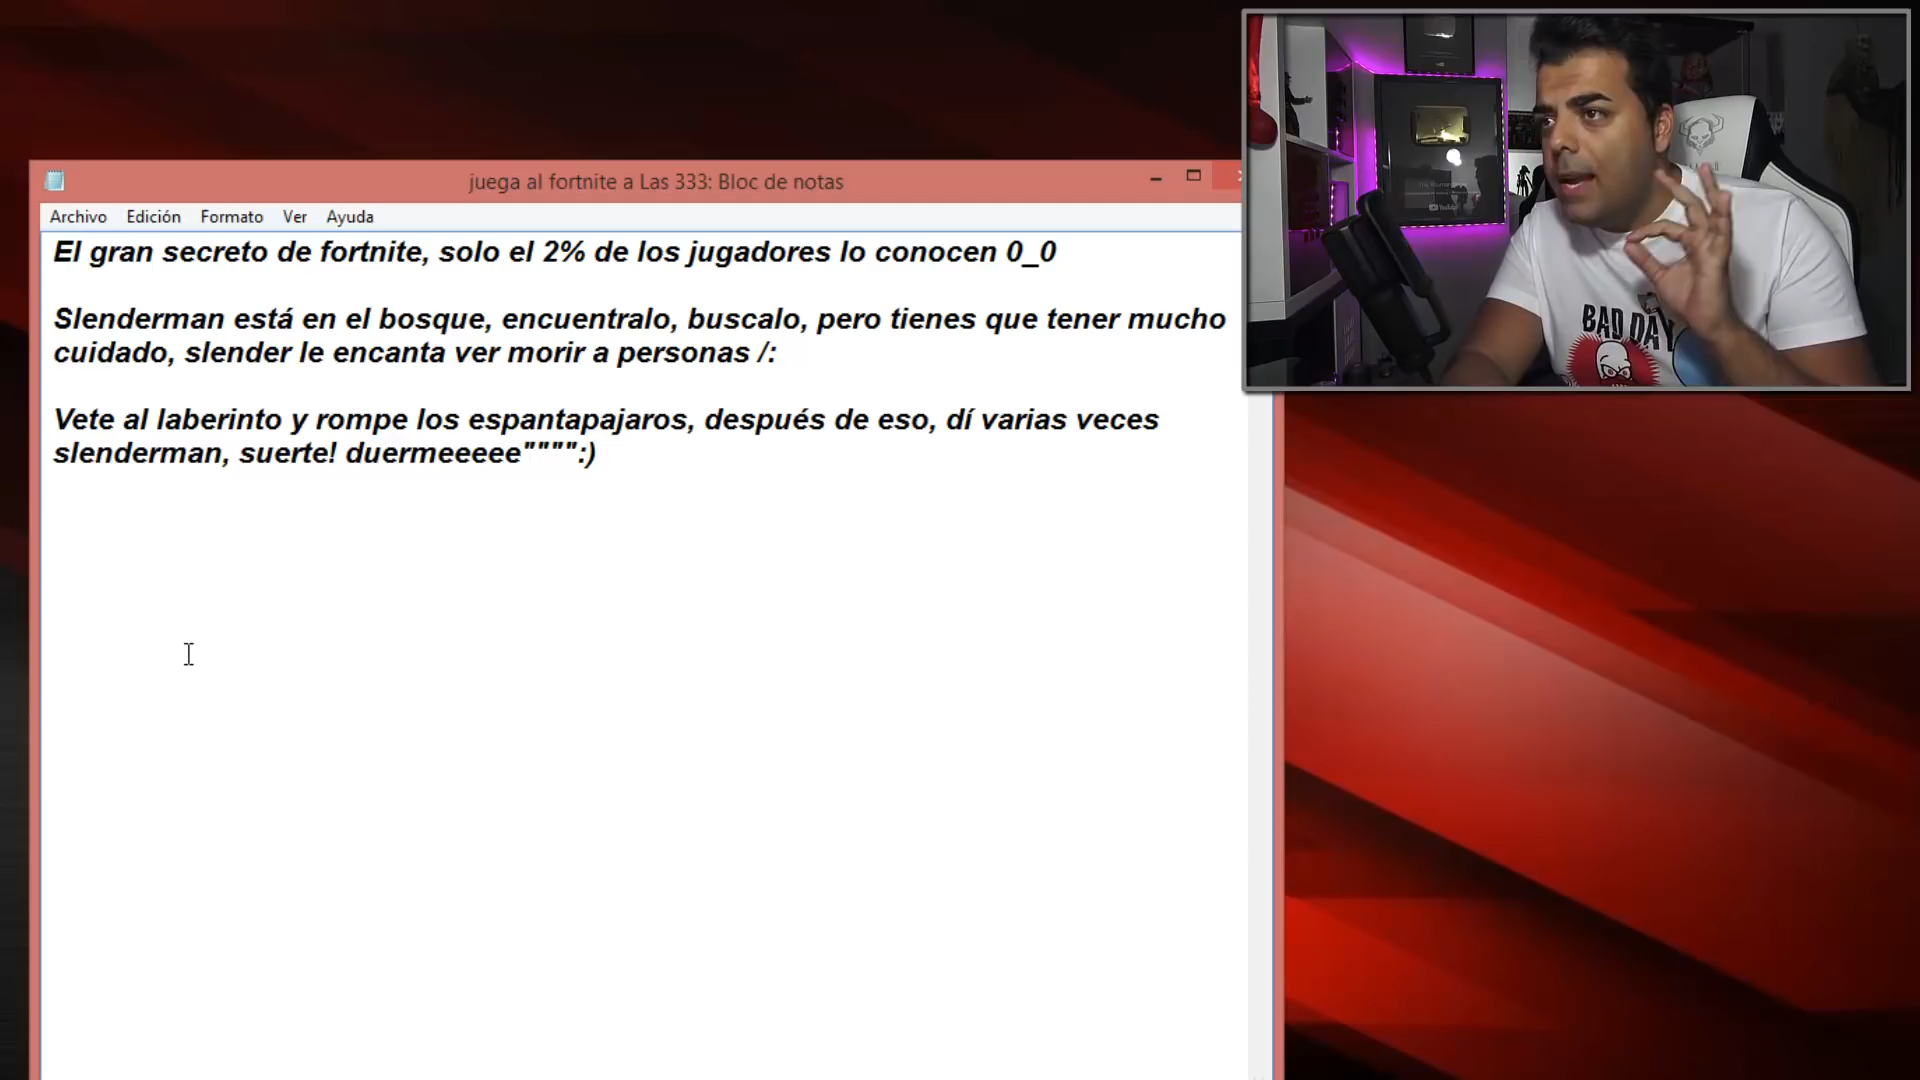 juega al fortnite a Las 333: Bloc de notas
Archivo Edición Formato Ver Ayuda
El gran secreto de fortnite, solo el 2% de los jugadores lo conocen 0_0
Slenderman está en el bosque, encuentralo, buscalo, pero tienes que tener mucho
cuidado, slender le encanta ver morir a personas /:
Vete al laberinto y rompe los espantapajaros, después de eso, dí varias veces
slenderman, suerte! duermeeeee"""":)
BAD DAY
YouTube